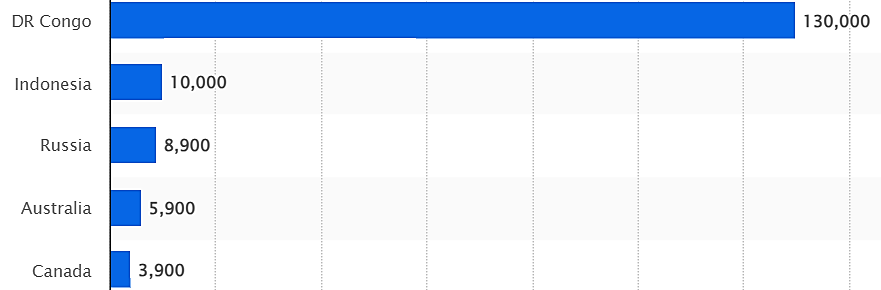 DR Congo 130,000
Indonesia 10,000
Russia 8,900
Australia 5,900
Canada 3,900